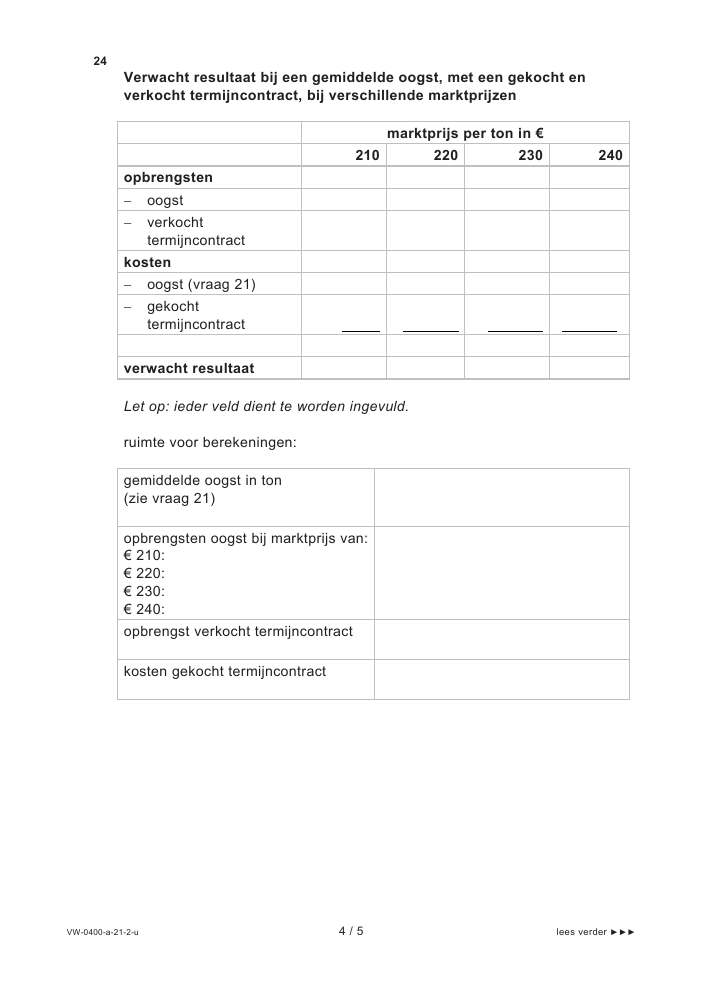 24
Verwacht resultaat bij een gemiddelde oogst, met een gekocht en
verkocht termijncontract, bij verschillende marktprijzen
marktprijs per ton in €
210 220 230 240
opbrengsten
– oogst
– verkocht
termijncontract
kosten
– oogst (vraag 21)
– gekocht
termijncontract
verwacht resultaat
Let op: ieder veld dient te worden ingevuld.
ruimte voor berekeningen:
gemiddelde oogst in ton
(zie vraag 21)
opbrengsten oogst bij marktprijs van:
€ 210:
€ 220:
€ 230:
€ 240:
opbrengst verkocht termijncontract
kosten gekocht termijncontract
VW-0400-a-21-2-u 4 / 5 lees verder ►►►